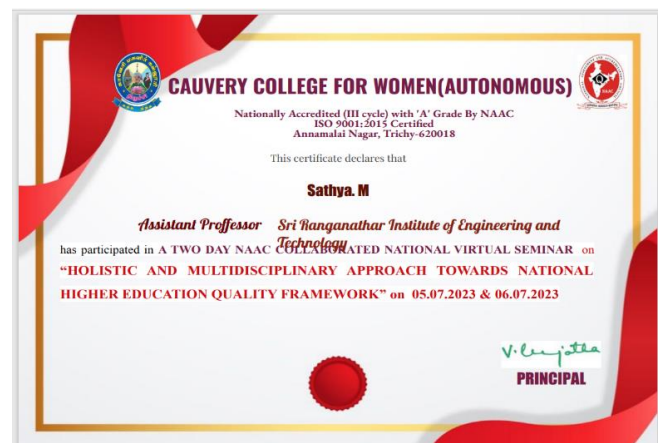 CAUVERY COLLEGE FOR WOMEN(AUTONOMOUS)
Nationally Accredited (III cycle) with 'A' Grade By NAAC
ISO 9001:2015 Certified
Annamalai Nagar, Trichy-620018
This certificate declares that
Sathya. M
Assistant Proffessor Sri Ranganathar Institute of Engineering and
Technology
has participated in A TWO DAY NAAC COLLABORATED NATIONAL VIRTUAL SEMINAR on
“HOLISTIC AND MULTIDISCIPLINARY APPROACH TOWARDS NATIONAL
HIGHER EDUCATION QUALITY FRAMEWORK” on 05.07.2023 & 06.07.2023
PRINCIPAL